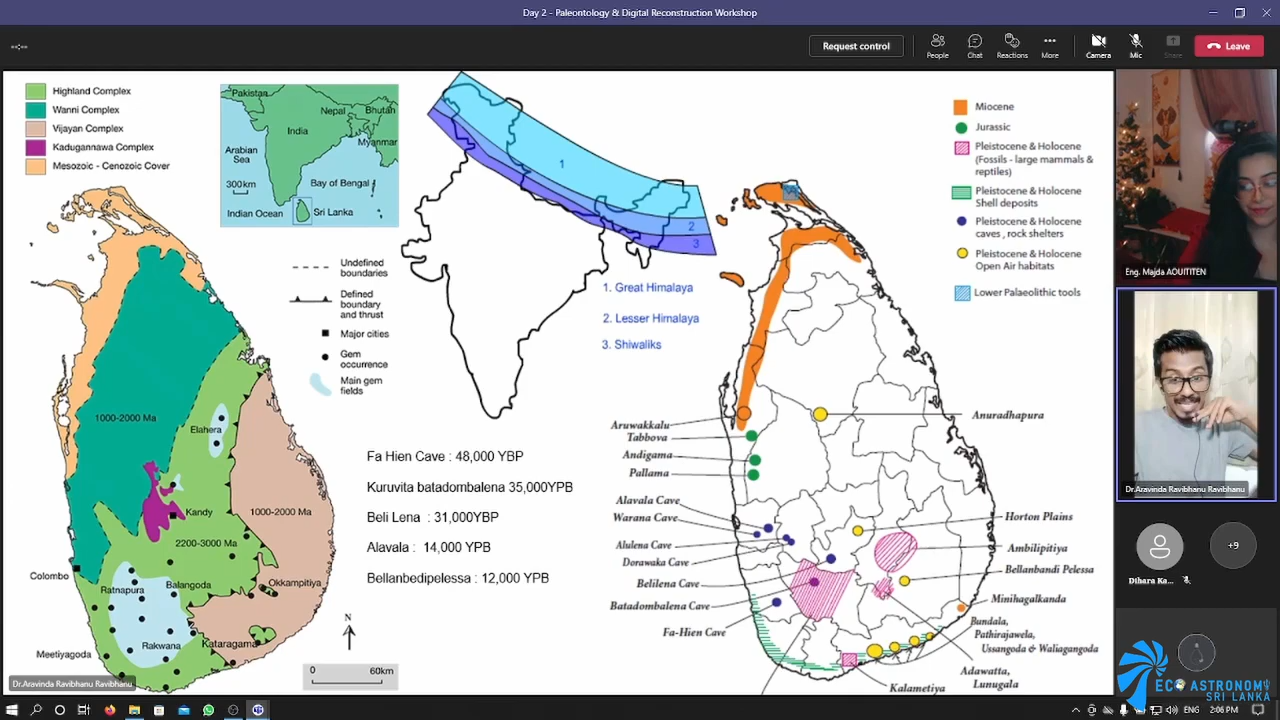 Day 2 - Paleontology & Digital Reconstruction Workshop
Request control
People
Chat
Reactions
More
Camera
Mic
Share
Leave
Highland Complex
Wanni Complex
Vijayan Complex
Kadugannawa Complex
Mesozoic - Cenozoic Cover
Pakistan
Nepal
Bhutan
India
Myanmar
Arabian
Sea
300km
Bay of Bengal
Indian Ocean
Sri Lanka
Undefined
boundaries
Defined
boundary
and thrust
Major cities
Gem
occurrence
Main gem
fields
1000-2000 Ma
Elahera
Kandy
1000-2000 Ma
2200-3000 Ma
Colombo
Ratnapura
Balangoda
Okkampitiya
Rakwana
Kataragama
Meetiyagoda
N
0 60km
Dr.Aravinda Ravibhanu Ravibhanu
1
2
3
1. Great Himalaya
2. Lesser Himalaya
3. Shiwaliks
Fa Hien Cave : 48,000 YBP
Kuruvita batadombalena 35,000YPB
Beli Lena : 31,000YBP
Alavala : 14,000 YPB
Bellanbedipelessa : 12,000 YPB
Miocene
Jurassic
Pleistocene & Holocene
(Fossils - large mammals &
reptiles)
Pleistocene & Holocene
Shell deposits
Pleistocene & Holocene
caves , rock shelters
Pleistocene & Holocene
Open Air habitats
Lower Palaeolithic tools
Aruwakkalu
Tabbova
Andigama
Pallama
Alavala Cave
Warana Cave
Alulena Cave
Dorawaka Cave
Belilena Cave
Batadombalena Cave
Fa-Hien Cave
Anuradhapura
Horton Plains
Ambilipitiya
Bellanbandi Pelessa
Minihagalkanda
Bundala,
Pathirajawela,
Ussangoda & Waliagangoda
Adawatta,
Lunugala
Kalametiya
Eng. Majda AOUITITEN
Dr.Aravinda Ravibhanu Ravibhanu
Dihara Ka...
+9
ECO ASTRONOMY
SRI LANKA
ENG
2:06 PM